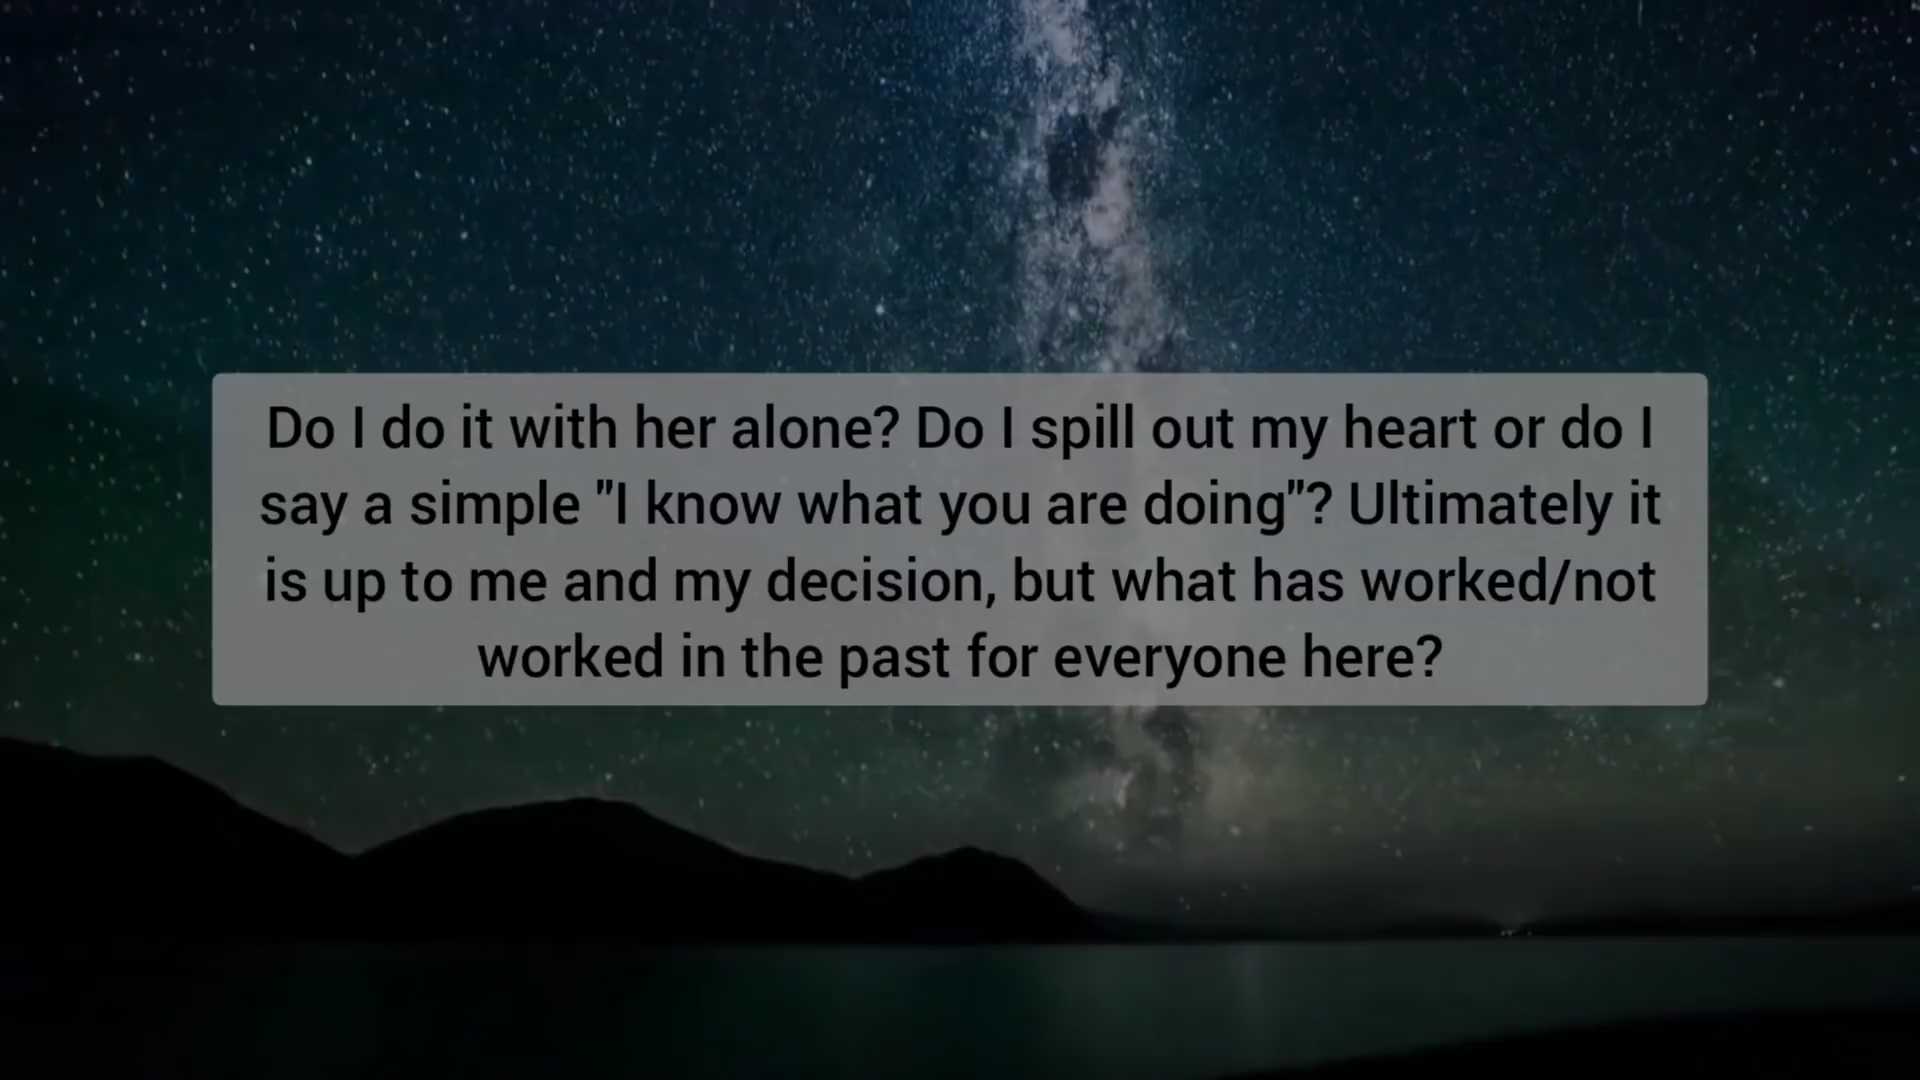 Do I do it with her alone? Do I spill out my heart or do I
say a simple "I know what you are doing"? Ultimately it
is up to me and my decision, but what has worked/not
worked in the past for everyone here?